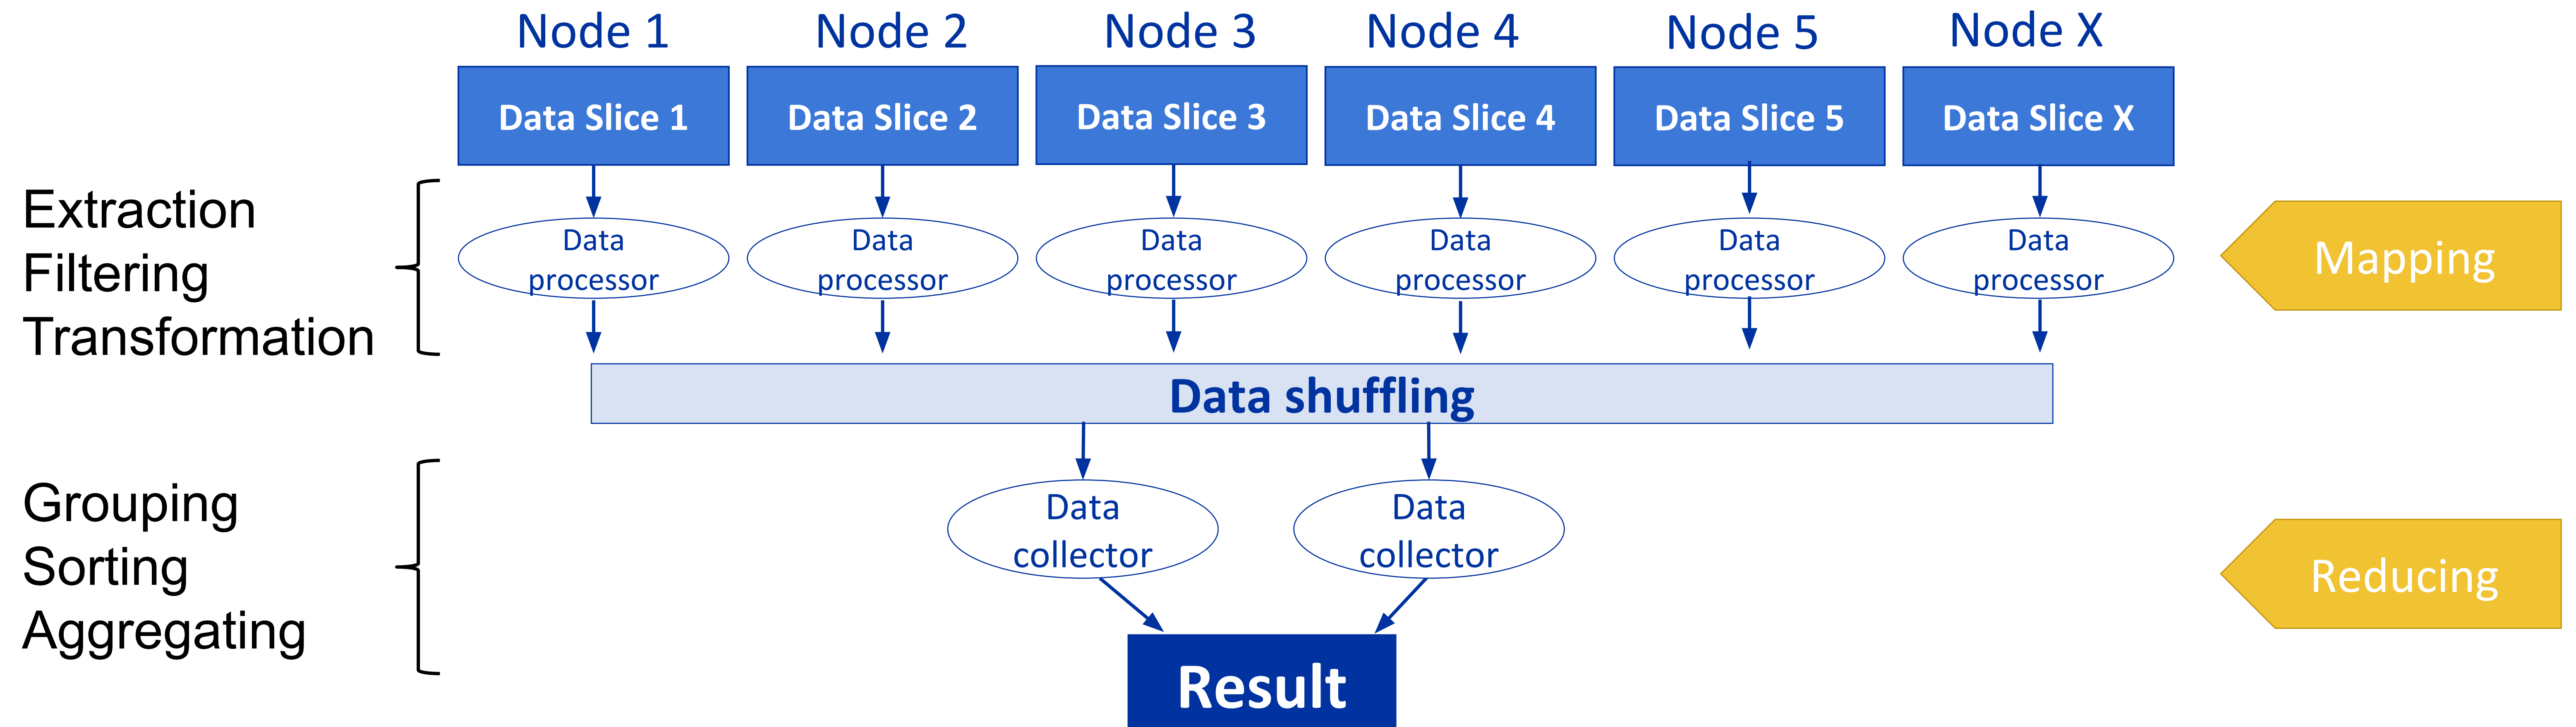 Node 1
Node 2
Node 3
Node 4
Node 5
Node X
Data Slice 1
Data Slice 2
Data Slice 3
Data Slice 4
Data Slice 5
Data Slice X
Extraction
Filtering
Transformation
Data
processor
Data
processor
Data
processor
Data
processor
Data
processor
Data
processor
Mapping
Data shuffling
Grouping
Sorting
Aggregating
Data
collector
Data
collector
Reducing
Result